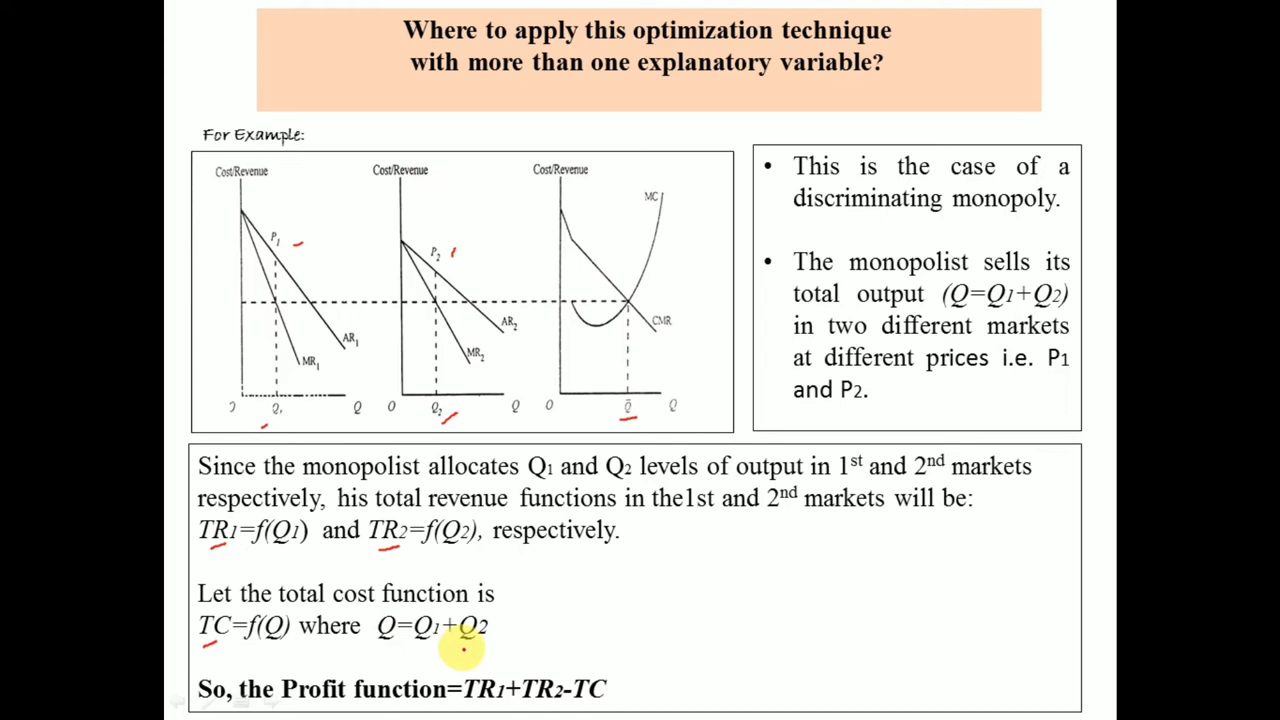 Where to apply this optimization technique
with more than one explanatory variable?
For Example:
Cost/Revenue
P1
AR1
MR1
O Q1 Q
Cost/Revenue
P2
AR2
MR2
O Q2 Q
Cost/Revenue
MC
CMR
O Q Q
• This is the case of a
discriminating monopoly.
• The monopolist sells its
total output (Q=Q1+Q2)
in two different markets
at different prices i.e. P1
and P2.
Since the monopolist allocates Q1 and Q2 levels of output in 1st and 2nd markets
respectively, his total revenue functions in the1st and 2nd markets will be:
TR1=f(Q1) and TR2=f(Q2), respectively.
Let the total cost function is
TC=f(Q) where Q=Q1+Q2
So, the Profit function=TR1+TR2-TC